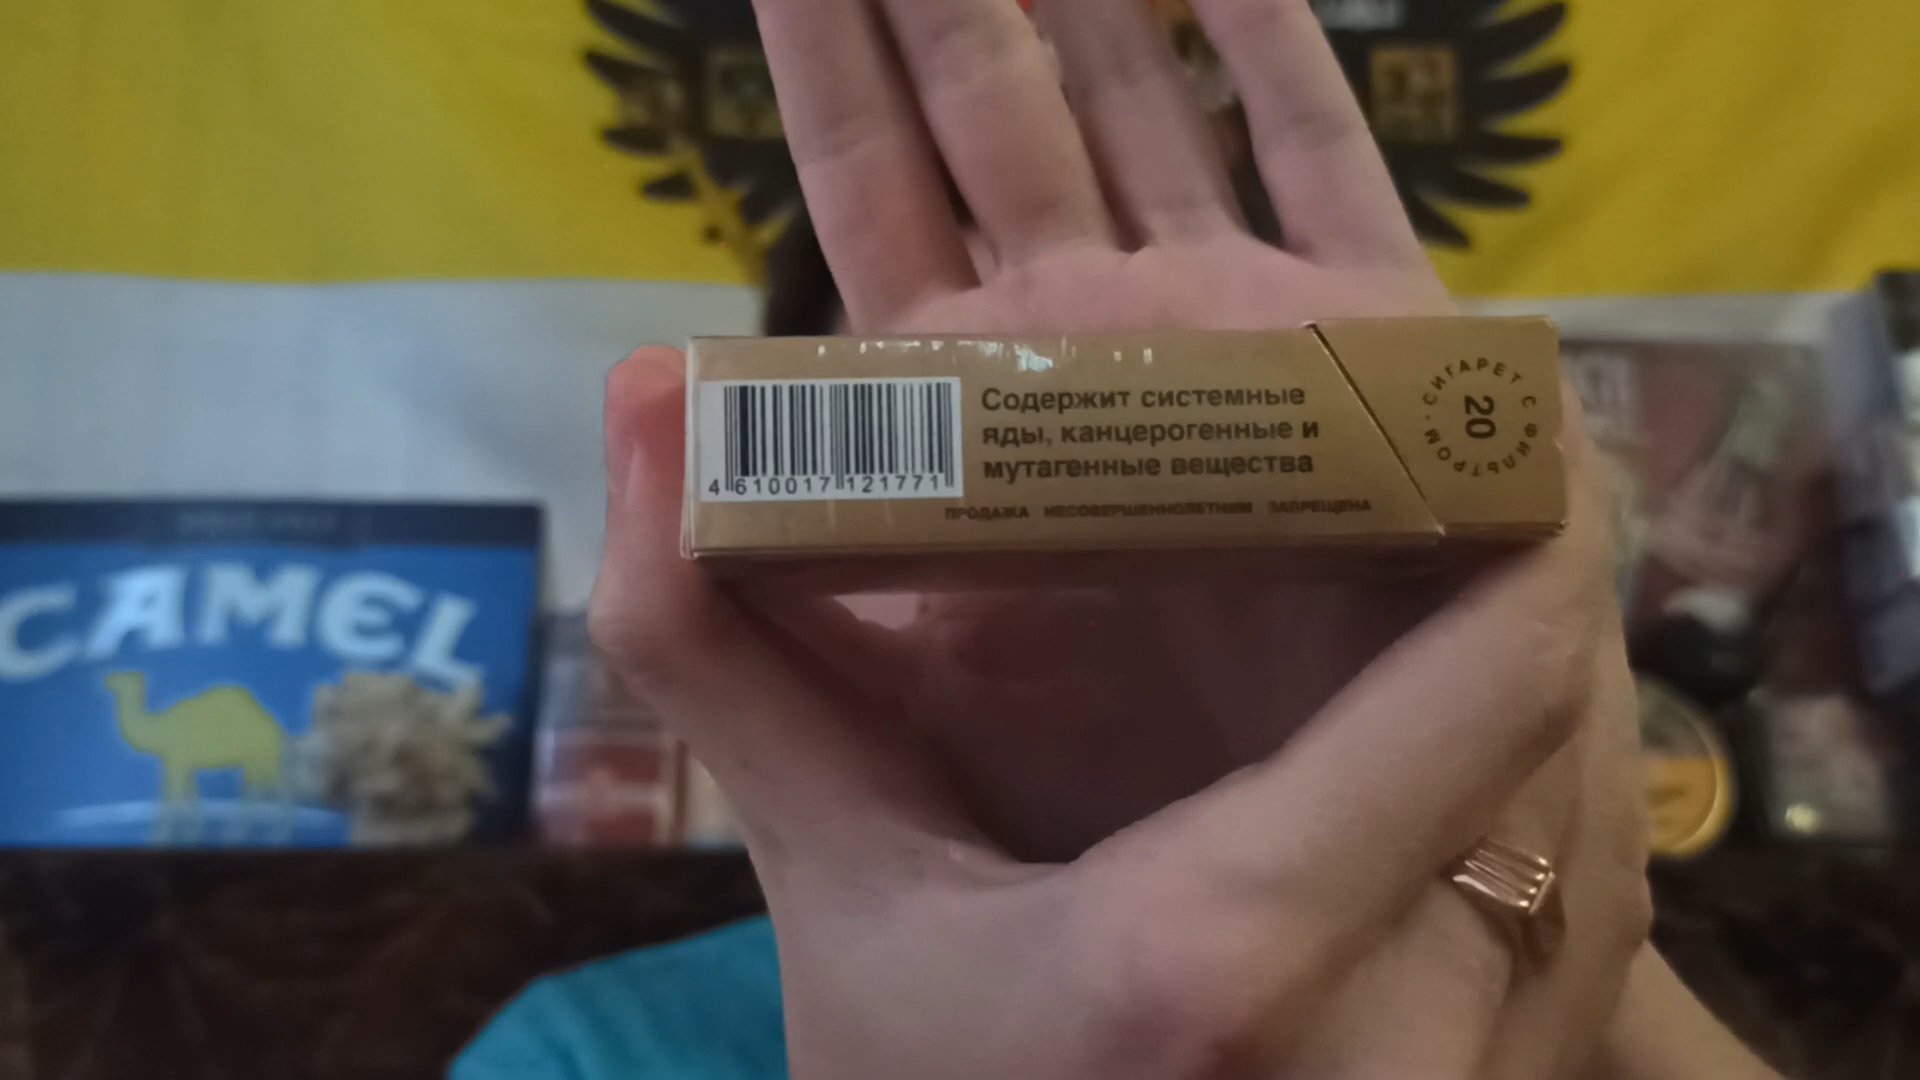 Содержит системные
яды, канцерогенные и
мутагенные вещества
ПРОДАЖА НЕСОВЕРШЕННОЛЕТНИМ ЗАПРЕЩЕНА
4 610017 121771
СИГАРЕТ С ФИЛЬТРОМ ·
20
CAMEL